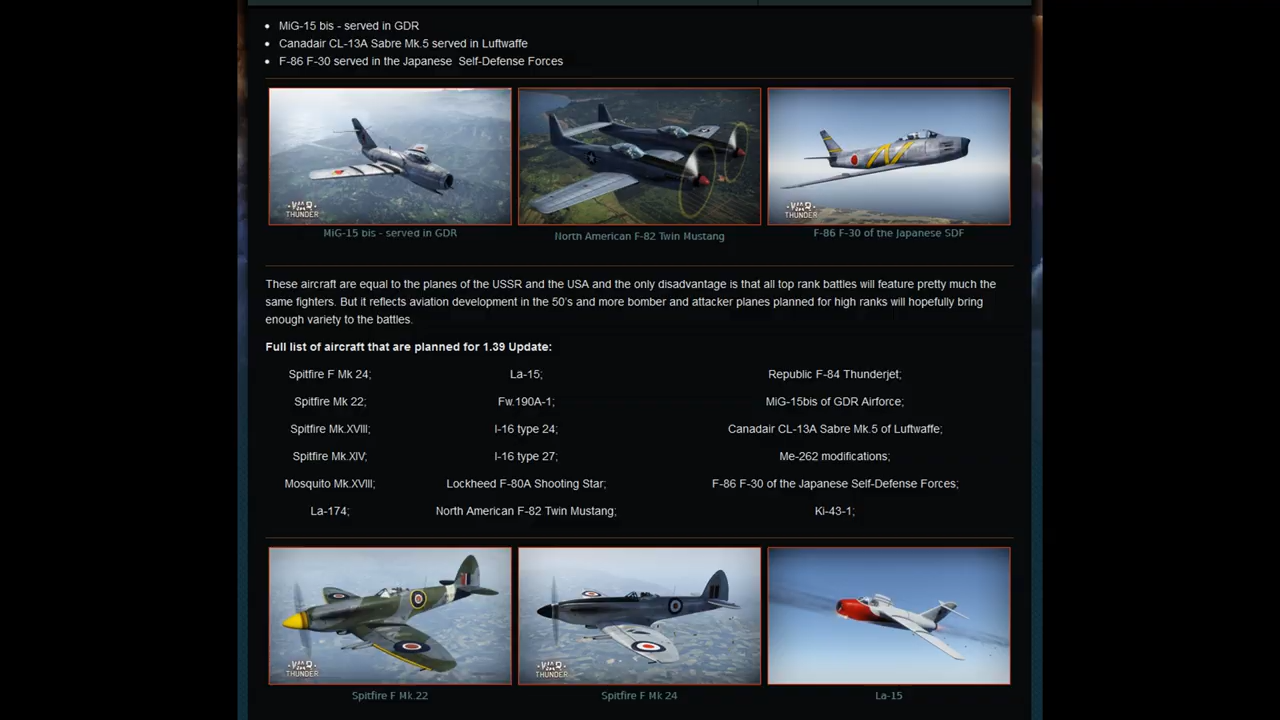 MiG-15 bis - served in GDR
Canadair CL-13A Sabre Mk.5 served in Luftwaffe
F-86 F-30 served in the Japanese Self-Defense Forces
WAR THUNDER
WAR THUNDER
MiG-15 bis - served in GDR
North American F-82 Twin Mustang
F-86 F-30 of the Japanese SDF
These aircraft are equal to the planes of the USSR and the USA and the only disadvantage is that all top rank battles will feature pretty much the
same fighters. But it reflects aviation development in the 50's and more bomber and attacker planes planned for high ranks will hopefully bring
enough variety to the battles.
Full list of aircraft that are planned for 1.39 Update:
Spitfire F Mk 24; La-15; Republic F-84 Thunderjet;
Spitfire Mk 22; Fw.190A-1; MiG-15bis of GDR Airforce;
Spitfire Mk.XVIII; I-16 type 24; Canadair CL-13A Sabre Mk.5 of Luftwaffe;
Spitfire Mk.XIV; I-16 type 27; Me-262 modifications;
Mosquito Mk.XVIII; Lockheed F-80A Shooting Star; F-86 F-30 of the Japanese Self-Defense Forces;
La-174; North American F-82 Twin Mustang; Ki-43-1;
WAR THUNDER
WAR THUNDER
Spitfire F Mk.22
Spitfire F Mk 24
La-15